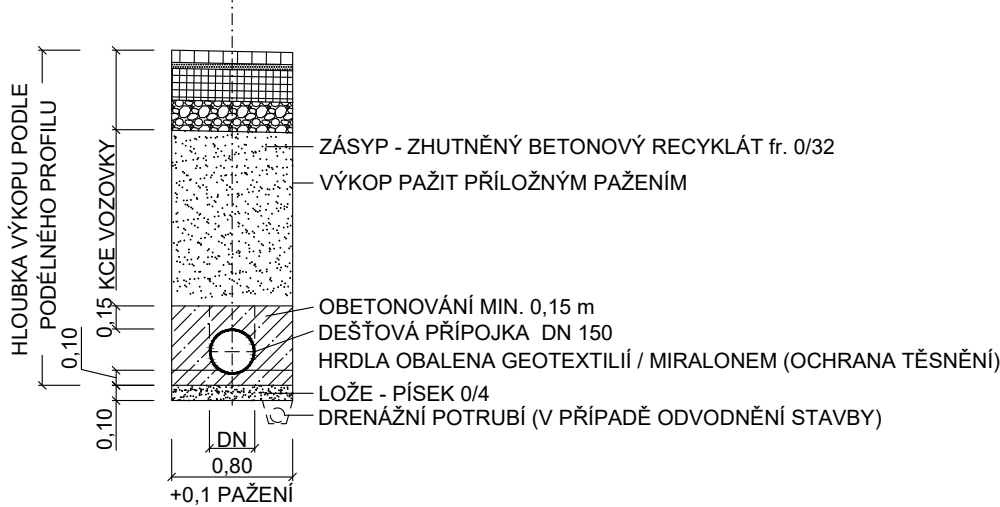 HLOUBKA VÝKOPU PODLE
PODÉLNÉHO PROFILU
KCE VOZOVKY
0,15
0,10
0,10
ZÁSYP - ZHUTNĚNÝ BETONOVÝ RECYKLÁT fr. 0/32
VÝKOP PAŽIT PŘÍLOŽNÝM PAŽENÍM
OBETONOVÁNÍ MIN. 0,15 m
DEŠŤOVÁ PŘÍPOJKA DN 150
HRDLA OBALENA GEOTEXTILIÍ / MIRALONEM (OCHRANA TĚSNĚNÍ)
LOŽE - PÍSEK 0/4
DRENÁŽNÍ POTRUBÍ (V PŘÍPADĚ ODVODNĚNÍ STAVBY)
DN
0,80
+0,1 PAŽENÍ